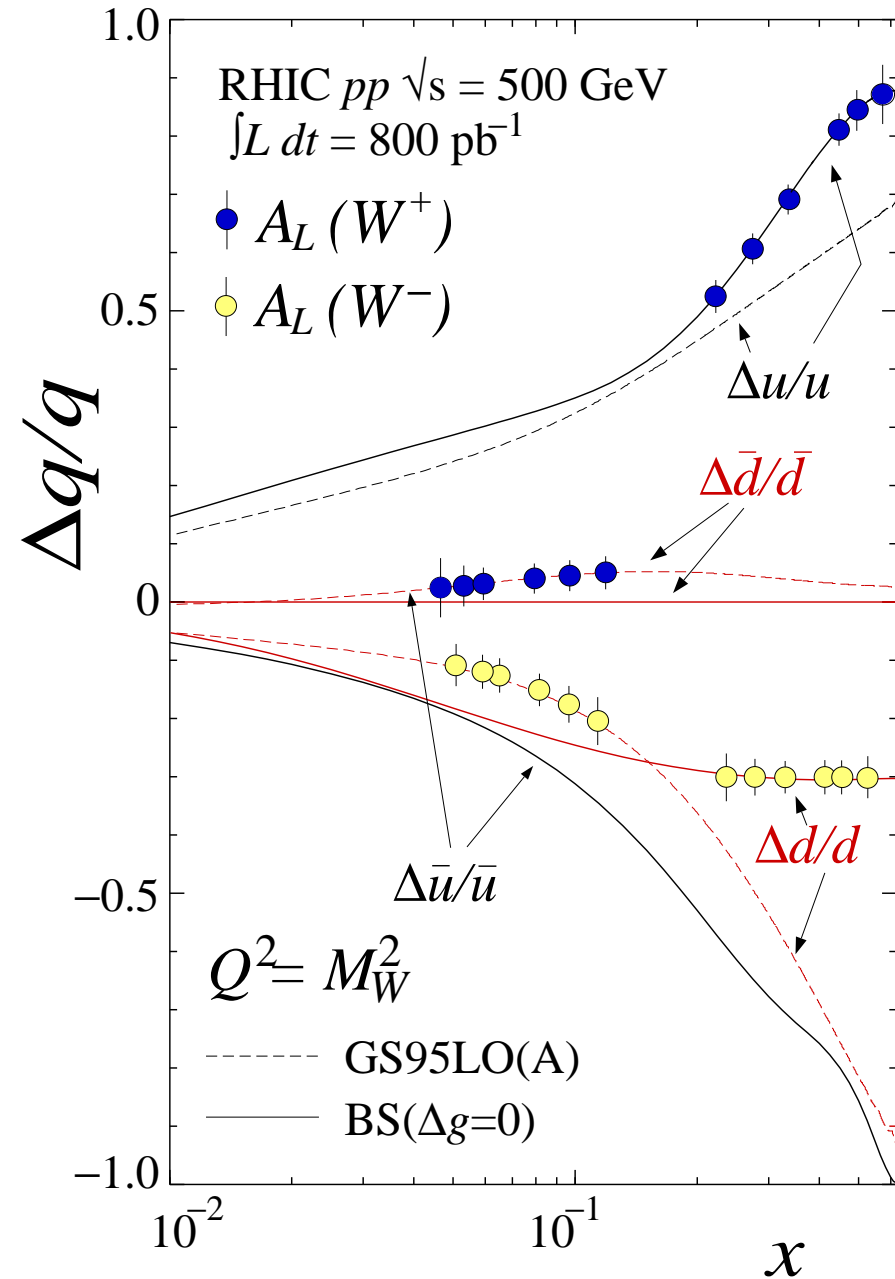 1.0
RHIC pp √s = 500 GeV
∫L dt = 800 pb⁻¹
A_L (W⁺)
A_L (W⁻)
0.5
Δu/u
Δq/q
Δd̄/d̄
0
Δd/d
Δū/ū
−0.5
Q² = M²_W
GS95LO(A)
BS(Δg=0)
−1.0
10⁻²
10⁻¹
x